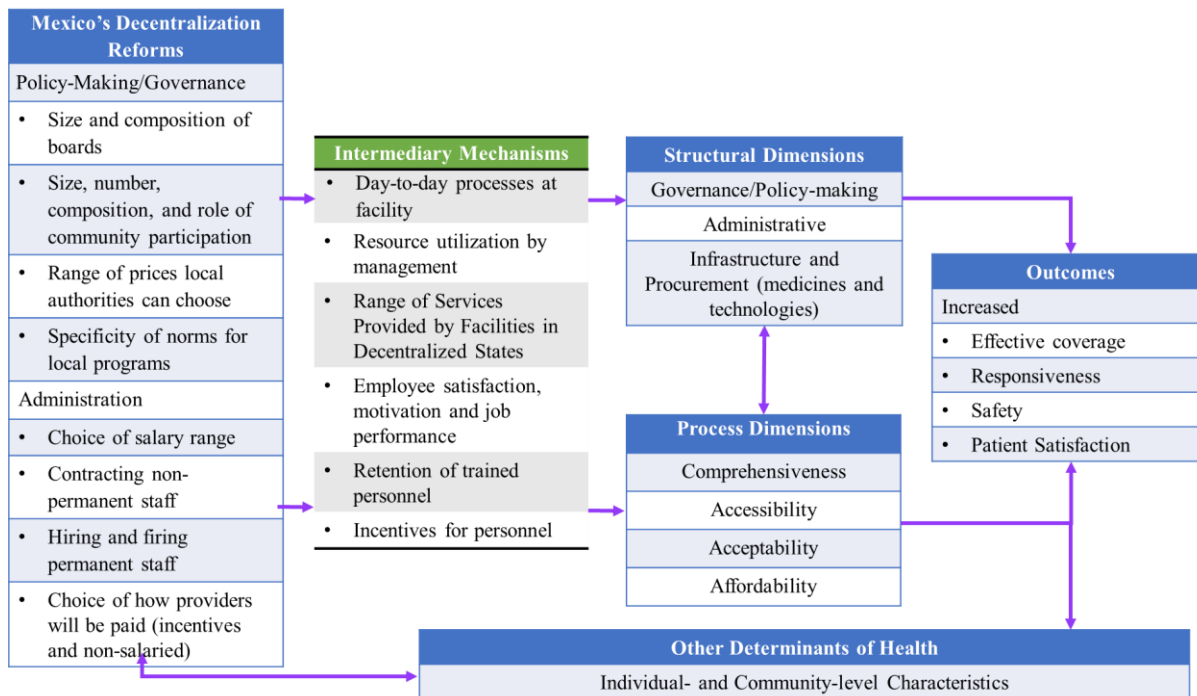 Mexico's Decentralization
Reforms
Policy-Making/Governance
• Size and composition of
boards
• Size, number,
composition, and role of
community participation
• Range of prices local
authorities can choose
• Specificity of norms for
local programs
Administration
• Choice of salary range
• Contracting non-
permanent staff
• Hiring and firing
permanent staff
• Choice of how providers
will be paid (incentives
and non-salaried)
Intermediary Mechanisms
• Day-to-day processes at
facility
• Resource utilization by
management
• Range of Services
Provided by Facilities in
Decentralized States
• Employee satisfaction,
motivation and job
performance
• Retention of trained
personnel
• Incentives for personnel
Structural Dimensions
Governance/Policy-making
Administrative
Infrastructure and
Procurement (medicines and
technologies)
Process Dimensions
Comprehensiveness
Accessibility
Acceptability
Affordability
Outcomes
Increased
• Effective coverage
• Responsiveness
• Safety
• Patient Satisfaction
Other Determinants of Health
Individual- and Community-level Characteristics